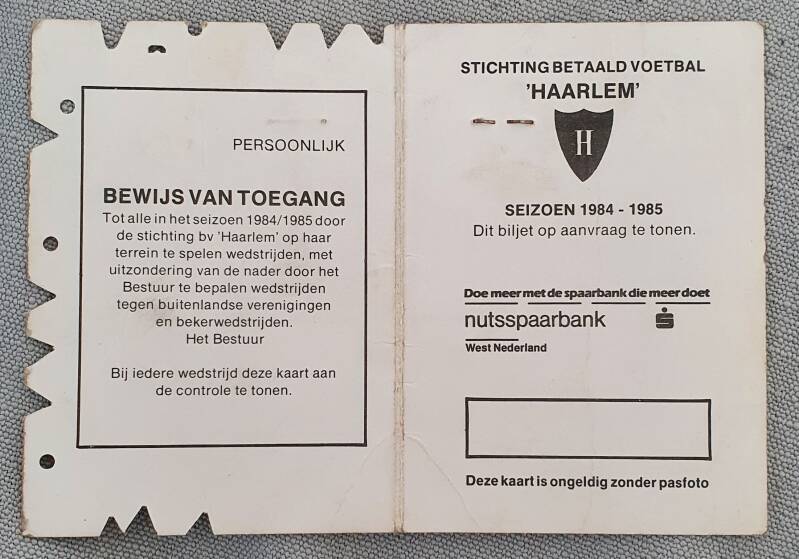 PERSOONLIJK
BEWIJS VAN TOEGANG
Tot alle in het seizoen 1984/1985 door
de stichting bv 'Haarlem' op haar
terrein te spelen wedstrijden, met
uitzondering van de nader door het
Bestuur te bepalen wedstrijden
tegen buitenlandse verenigingen
en bekerwedstrijden.
Het Bestuur
Bij iedere wedstrijd deze kaart aan
de controle te tonen.
STICHTING BETAALD VOETBAL
'HAARLEM'
H
SEIZOEN 1984 - 1985
Dit biljet op aanvraag te tonen.
Doe meer met de spaarbank die meer doet
nutsspaarbank
West Nederland
Deze kaart is ongeldig zonder pasfoto